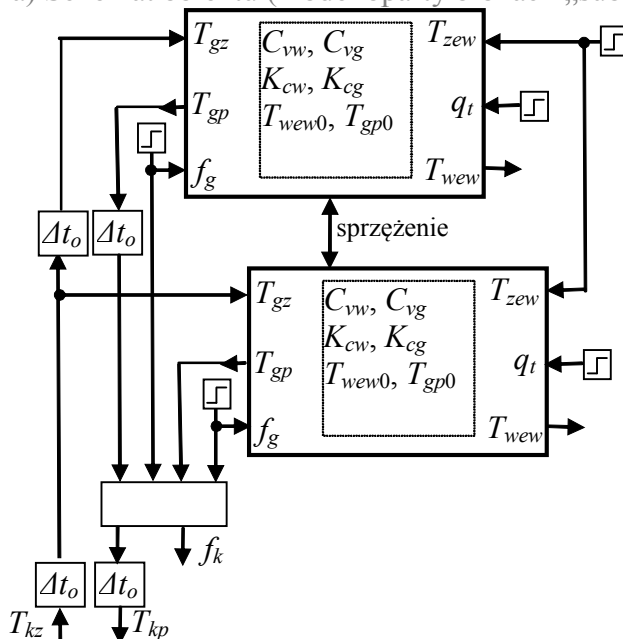 T_gz
C_vw, C_vg
T_zew
K_cw, K_cg
T_gp
T_wew0, T_gp0
q_t
f_g
T_wew
Δt_o
Δt_o
sprzężenie
T_gz
C_vw, C_vg
T_zew
K_cw, K_cg
T_gp
T_wew0, T_gp0
q_t
f_g
T_wew
f_k
Δt_o
Δt_o
T_kz
T_kp